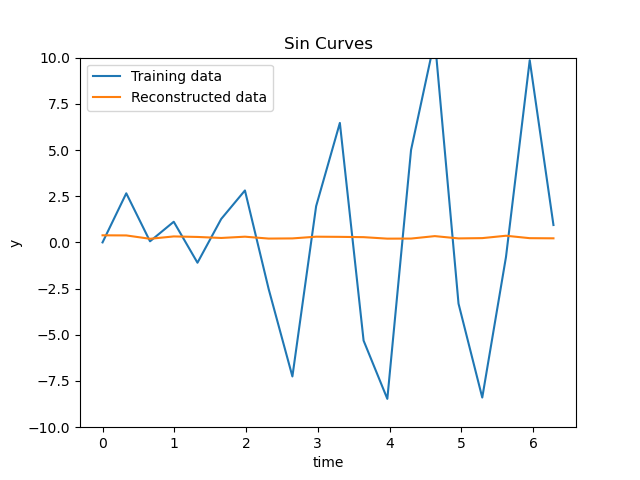 Sin Curves
Training data
Reconstructed data
10.0
7.5
5.0
2.5
0.0
−2.5
−5.0
−7.5
−10.0
y
0 1 2 3 4 5 6
time